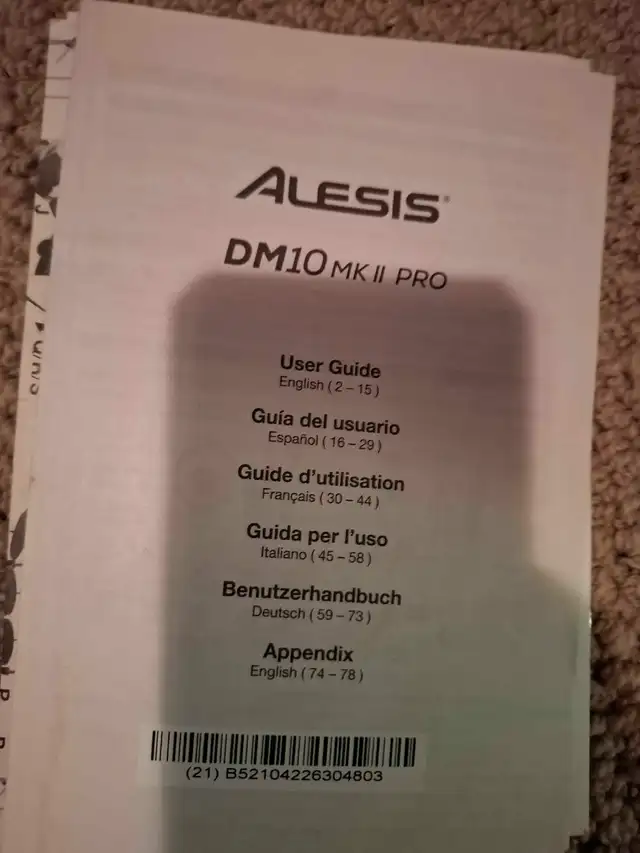 ALESIS
DM10 MK II PRO
User Guide
English ( 2 – 15 )
Guía del usuario
Español ( 16 – 29 )
Guide d'utilisation
Français ( 30 – 44 )
Guida per l'uso
Italiano ( 45 – 58 )
Benutzerhandbuch
Deutsch ( 59 – 73 )
Appendix
English ( 74 – 78 )
(21) B52104226304803